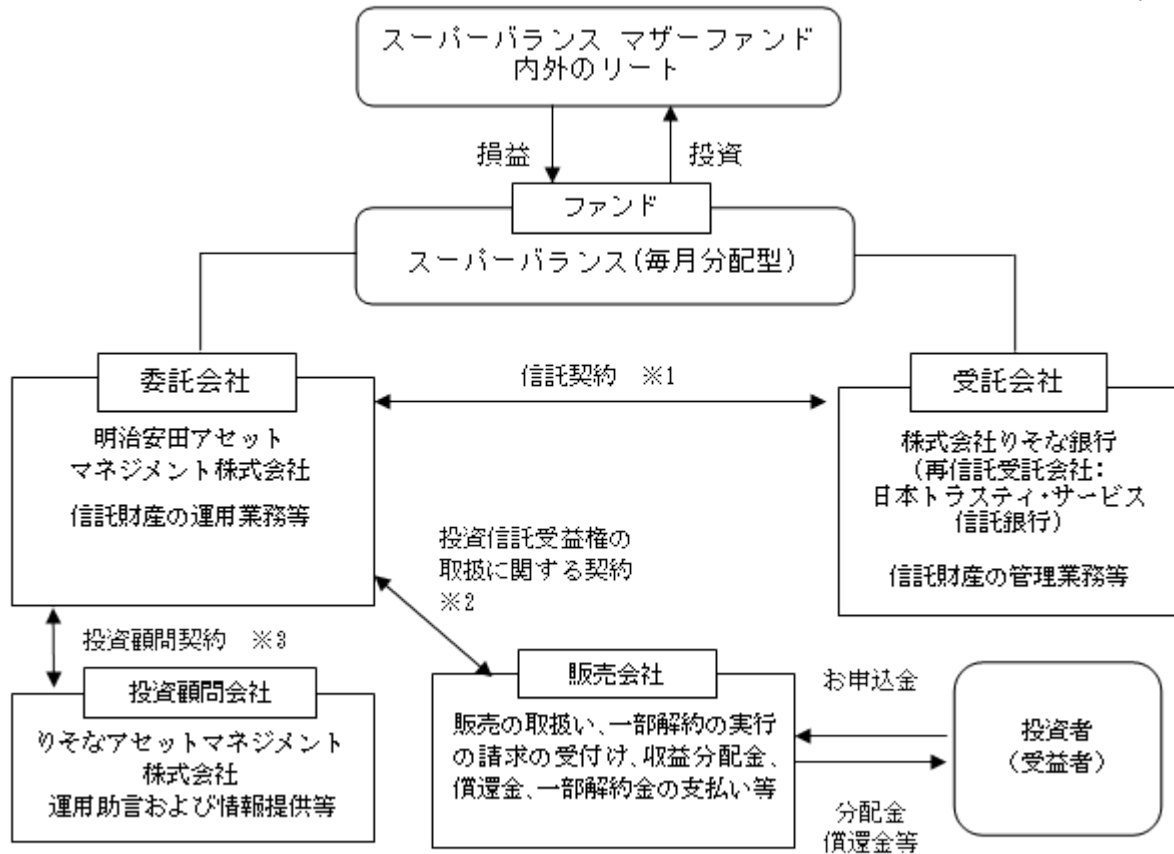 スーパーバランス マザーファンド
内外のリート
損益
投資
ファンド
スーパーバランス(毎月分配型)
委託会社
信託契約 ※1
受託会社
明治安田アセット
マネジメント株式会社
信託財産の運用業務等
株式会社りそな銀行
(再信託受託会社:
日本トラスティ・サービス
信託銀行)
信託財産の管理業務等
投資信託受益権の
取扱に関する契約
※2
投資顧問契約 ※3
投資顧問会社
りそなアセットマネジメント
株式会社
運用助言および情報提供等
販売会社
販売の取扱い、一部解約の実行
の請求の受付け、収益分配金、
償還金、一部解約金の支払い等
お申込金
分配金
償還金等
投資者
(受益者)